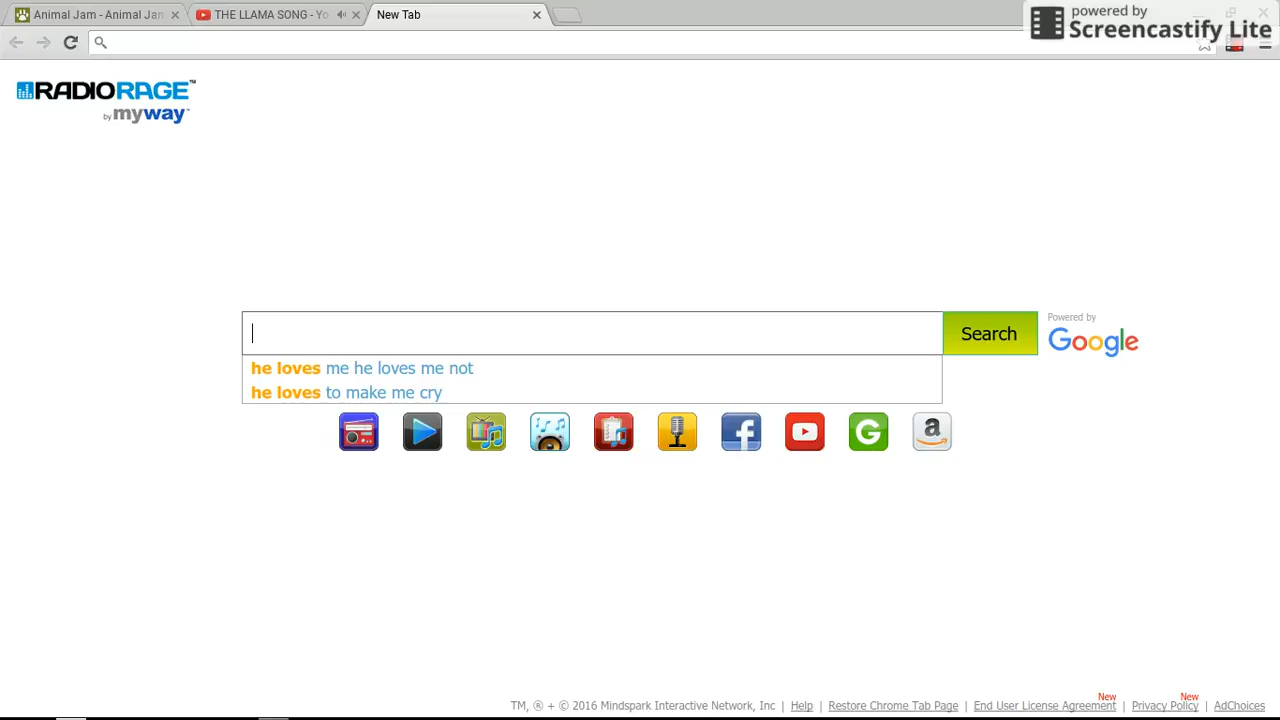 powered by
Screencastify Lite
Animal Jam - Animal Jam
THE LLAMA SONG - Yo
New Tab
RADIORAGE™
by myway™
Search
Powered by
Google
he loves me he loves me not
he loves to make me cry
TM, ® + © 2016 Mindspark Interactive Network, Inc | Help | Restore Chrome Tab Page | End User License Agreement New | Privacy Policy New | AdChoices